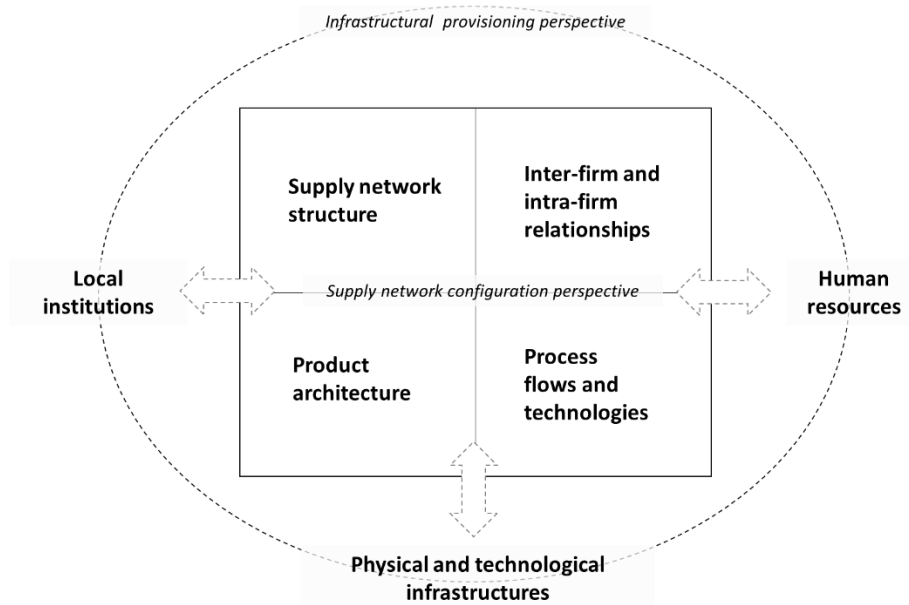 Infrastructural provisioning perspective
Supply network
structure
Inter-firm and
intra-firm
relationships
Local
institutions
Supply network configuration perspective
Human
resources
Product
architecture
Process
flows and
technologies
Physical and technological
infrastructures